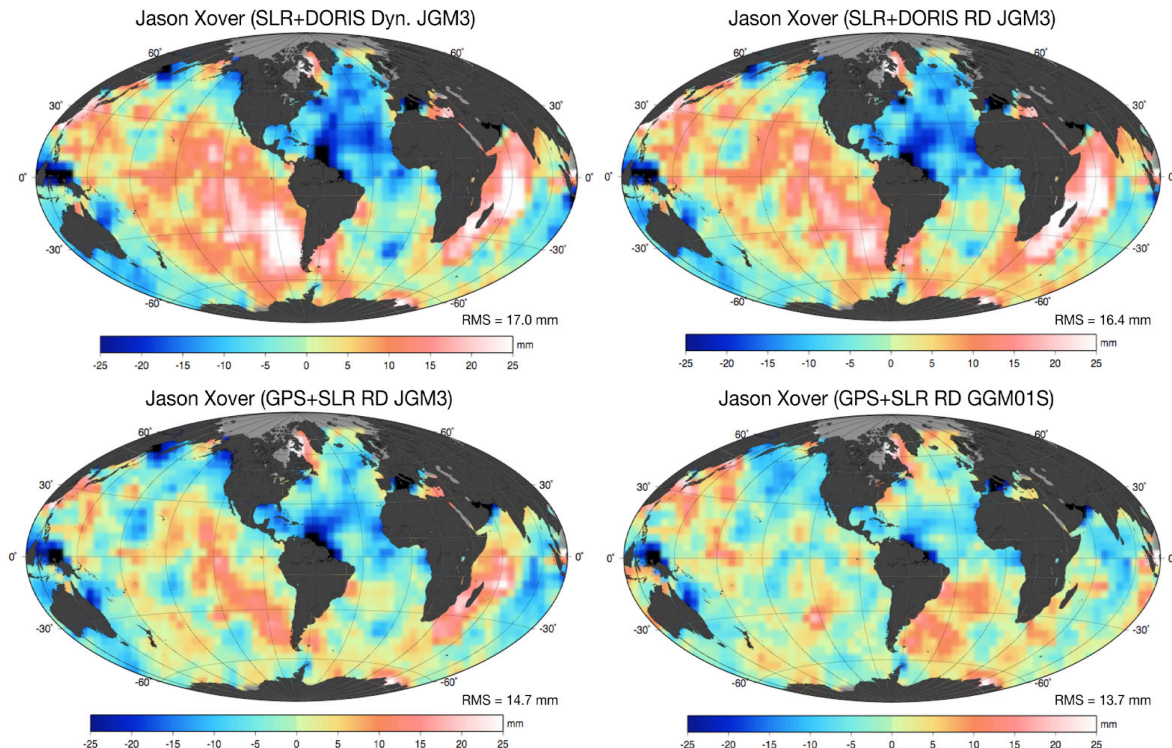 Jason Xover (SLR+DORIS Dyn. JGM3)
60˚ 60˚
30˚ 30˚
0˚ 0˚
-30˚ -30˚
-60˚ -60˚
RMS = 17.0 mm
mm
-25 -20 -15 -10 -5 0 5 10 15 20 25
Jason Xover (SLR+DORIS RD JGM3)
60˚ 60˚
30˚ 30˚
0˚ 0˚
-30˚ -30˚
-60˚ -60˚
RMS = 16.4 mm
mm
-25 -20 -15 -10 -5 0 5 10 15 20 25
Jason Xover (GPS+SLR RD JGM3)
60˚ 60˚
30˚ 30˚
0˚ 0˚
-30˚ -30˚
-60˚ -60˚
RMS = 14.7 mm
mm
-25 -20 -15 -10 -5 0 5 10 15 20 25
Jason Xover (GPS+SLR RD GGM01S)
60˚ 60˚
30˚ 30˚
0˚ 0˚
-30˚ -30˚
-60˚ -60˚
RMS = 13.7 mm
mm
-25 -20 -15 -10 -5 0 5 10 15 20 25